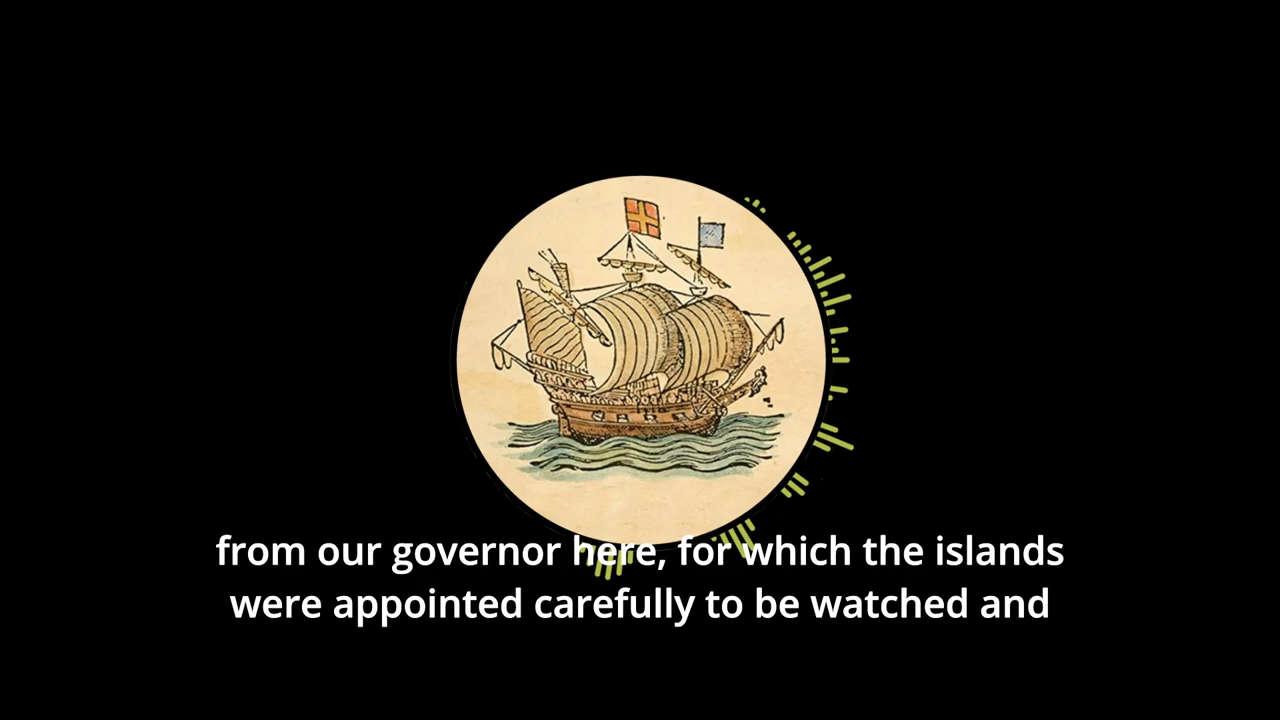 from our governor here, for which the islands
were appointed carefully to be watched and